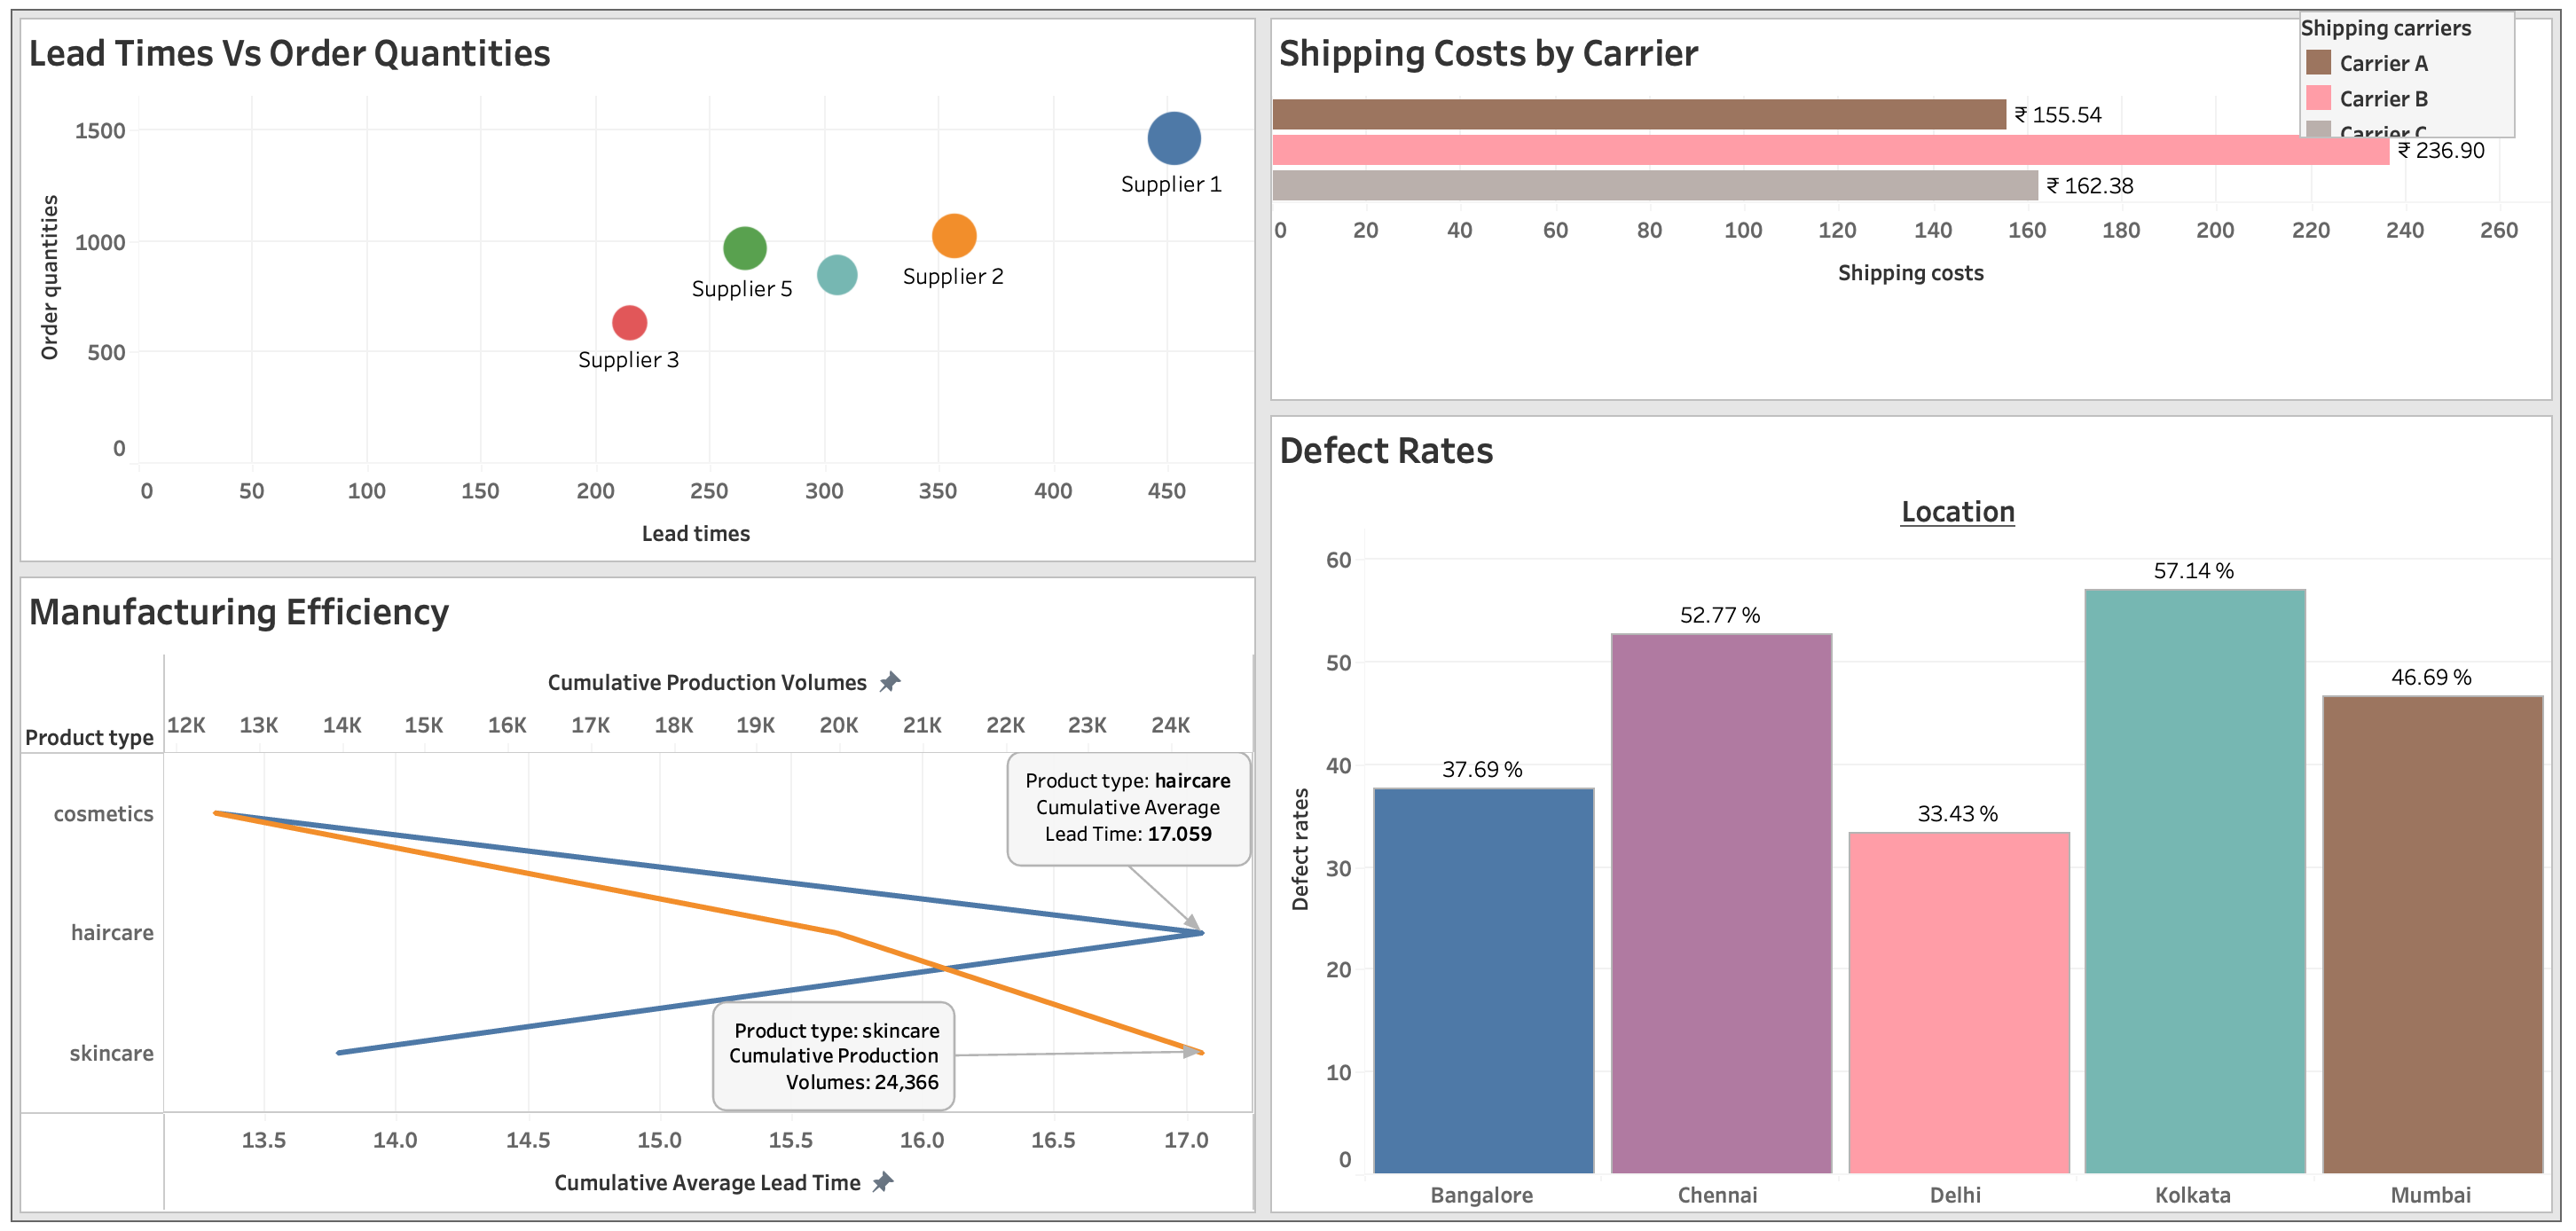 Lead Times Vs Order Quantities
1500
1000
500
0
Order quantities
Supplier 1
Supplier 2
Supplier 5
Supplier 3
0 50 100 150 200 250 300 350 400 450
Lead times
Shipping Costs by Carrier
Shipping carriers
Carrier A
Carrier B
Carrier C
₹ 155.54
₹ 236.90
₹ 162.38
0 20 40 60 80 100 120 140 160 180 200 220 240 260
Shipping costs
Manufacturing Efficiency
Cumulative Production Volumes
Product type
12K 13K 14K 15K 16K 17K 18K 19K 20K 21K 22K 23K 24K
cosmetics
haircare
skincare
Product type: haircare
Cumulative Average
Lead Time: 17.059
Product type: skincare
Cumulative Production
Volumes: 24,366
13.5 14.0 14.5 15.0 15.5 16.0 16.5 17.0
Cumulative Average Lead Time
Defect Rates
Location
60
50
40
30
20
10
0
Defect rates
37.69 %
52.77 %
33.43 %
57.14 %
46.69 %
Bangalore Chennai Delhi Kolkata Mumbai